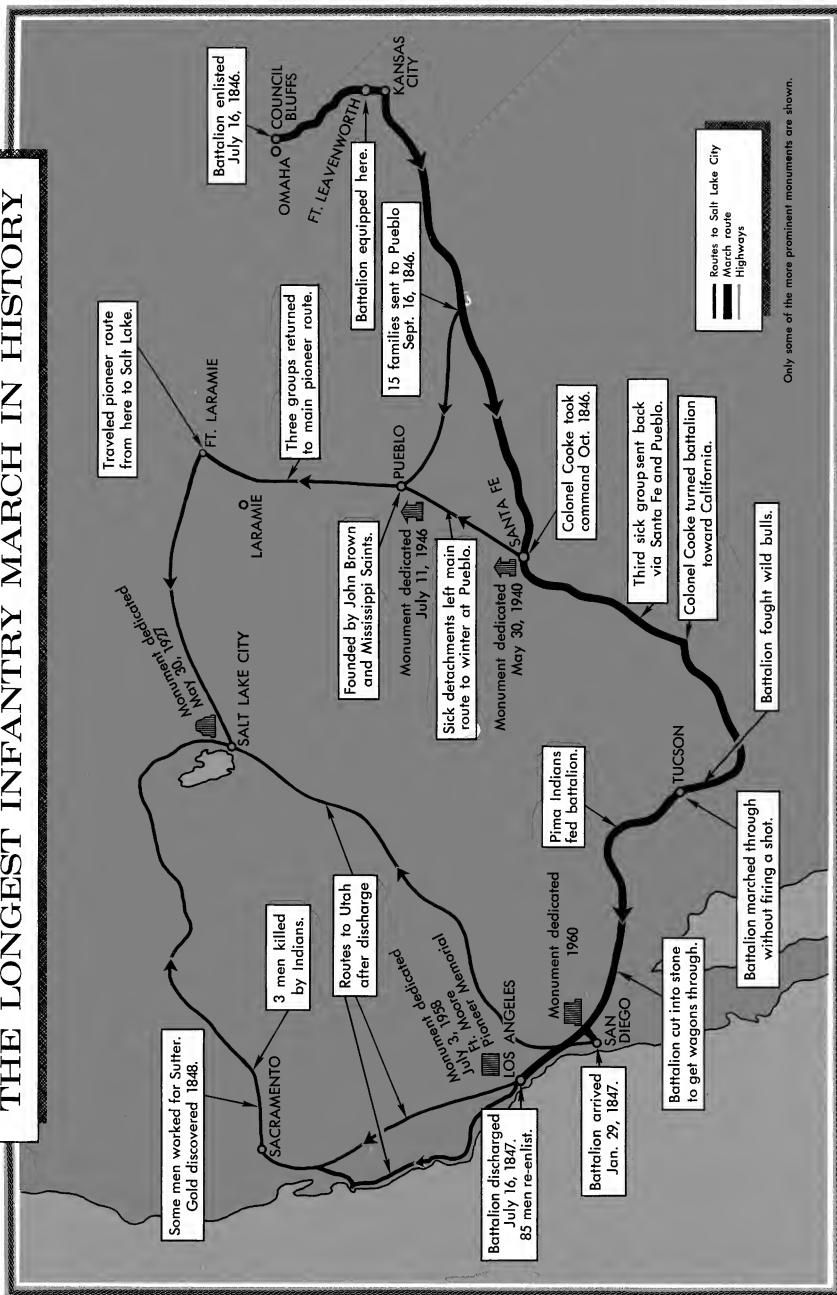 THE LONGEST INFANTRY MARCH IN HISTORY
Some men worked for Sutter.
Gold discovered 1848.
SACRAMENTO
3 men killed
by Indians.
Routes to Utah
after discharge
Monument dedicated
May 30, 1927
SALT LAKE CITY
Traveled pioneer route
from here to Salt Lake.
FT. LARAMIE
LARAMIE
Three groups returned
to main pioneer route.
Battalion enlisted
July 16, 1846.
OMAHA
COUNCIL
BLUFFS
FT. LEAVENWORTH
KANSAS
CITY
Battalion equipped here.
15 families sent to Pueblo
Sept. 16, 1846.
PUEBLO
Founded by John Brown
and Mississippi Saints.
Monument dedicated
July 11, 1946
Sick detachments left main
route to winter at Pueblo.
SANTA FE
Monument dedicated
May 30, 1940
Colonel Cooke took
command Oct. 1846.
Third sick group sent back
via Santa Fe and Pueblo.
Colonel Cooke turned battalion
toward California.
Battalion fought wild bulls.
TUCSON
Pima Indians
fed battalion.
Battalion marched through
without firing a shot.
Monument dedicated
1960
Battalion cut into stone
to get wagons through.
Monument dedicated
July 3, 1958
Ft. Moore Memorial
Pioneer Memorial
LOS ANGELES
SAN
DIEGO
Battalion discharged
July 16, 1847.
85 men re-enlist.
Battalion arrived
Jan. 29, 1847.
Routes to Salt Lake City
March route
Highways
Only some of the more prominent monuments are shown.